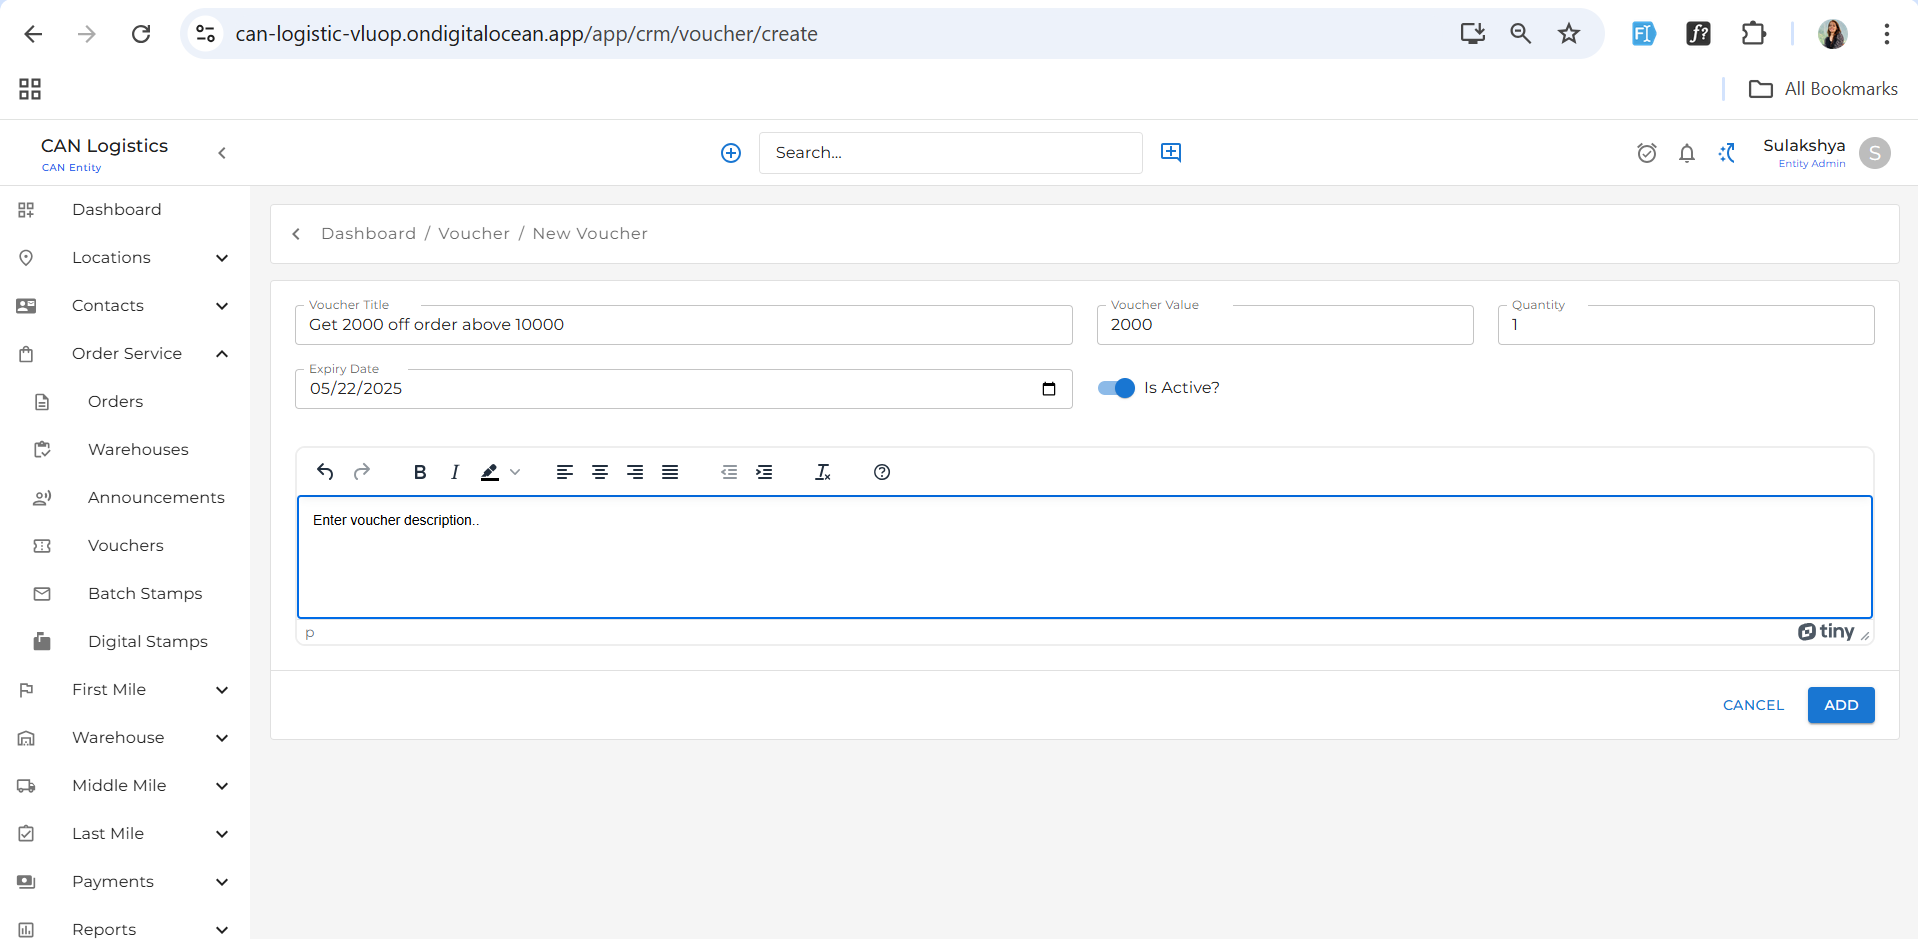 can-logistic-vluop.ondigitalocean.app/app/crm/voucher/create
All Bookmarks
CAN Logistics
CAN Entity
Search...
Sulakshya
Entity Admin
S
Dashboard
Locations
Contacts
Order Service
Orders
Warehouses
Announcements
Vouchers
Batch Stamps
Digital Stamps
First Mile
Warehouse
Middle Mile
Last Mile
Payments
Reports
Dashboard / Voucher / New Voucher
Voucher Title
Get 2000 off order above 10000
Voucher Value
2000
Quantity
1
Expiry Date
05/22/2025
Is Active?
B I
Enter voucher description..
p
tiny
CANCEL
ADD